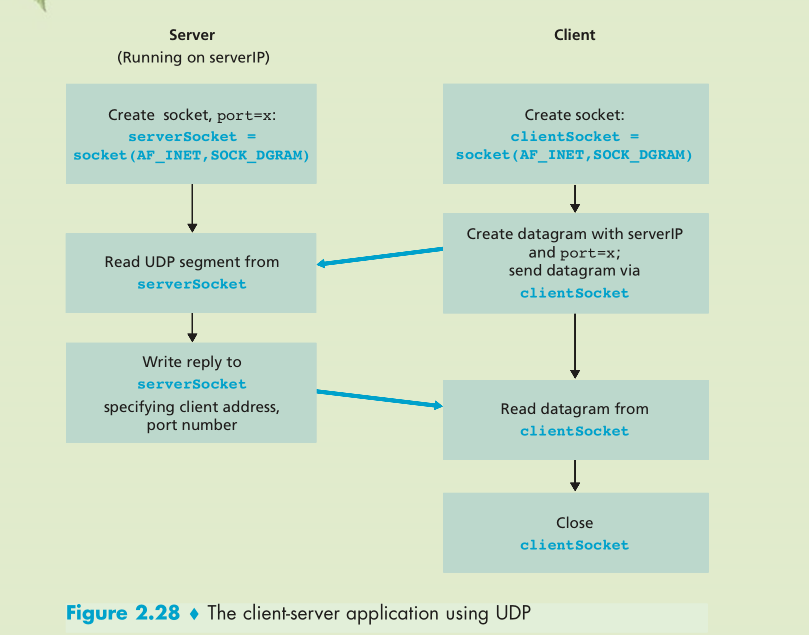 Server
(Running on serverIP)
Create socket, port=x:
serverSocket =
socket(AF_INET,SOCK_DGRAM)
Read UDP segment from
serverSocket
Write reply to
serverSocket
specifying client address,
port number
Client
Create socket:
clientSocket =
socket(AF_INET,SOCK_DGRAM)
Create datagram with serverIP
and port=x;
send datagram via
clientSocket
Read datagram from
clientSocket
Close
clientSocket
Figure 2.28 ♦ The client-server application using UDP